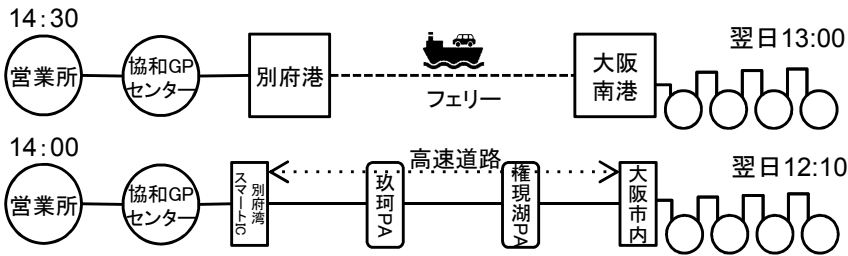 14:30
営業所
協和GP
センター
別府港
フェリー
大阪
南港
翌日13:00
14:00
営業所
協和GP
センター
別府湾
スマートIC
高速道路
玖珂PA
権現湖PA
大阪市内
翌日12:10